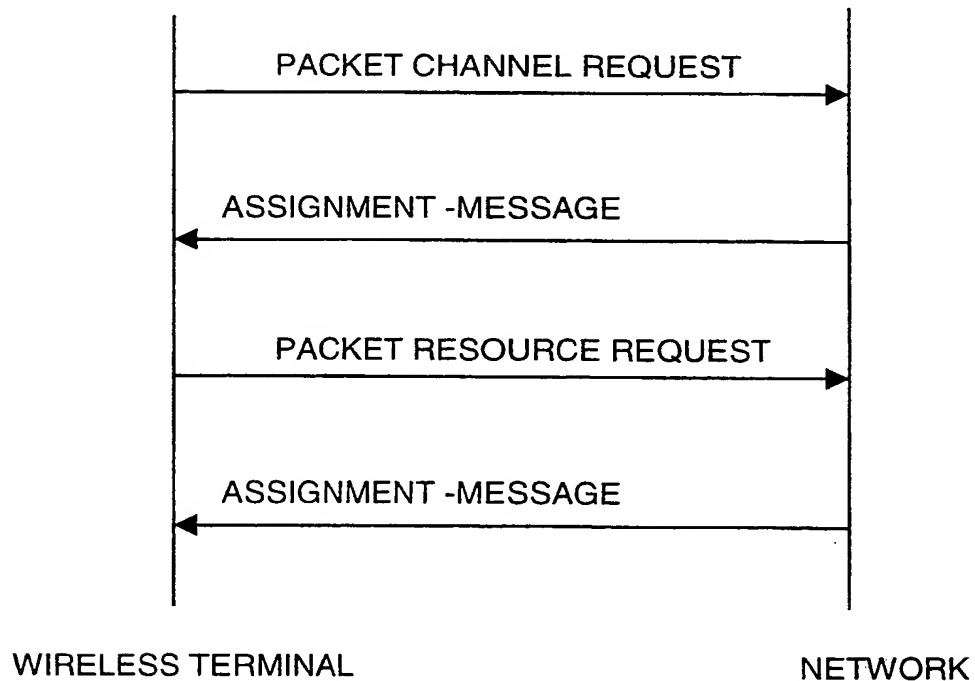 PACKET CHANNEL REQUEST
ASSIGNMENT -MESSAGE
PACKET RESOURCE REQUEST
ASSIGNMENT -MESSAGE
WIRELESS TERMINAL
NETWORK